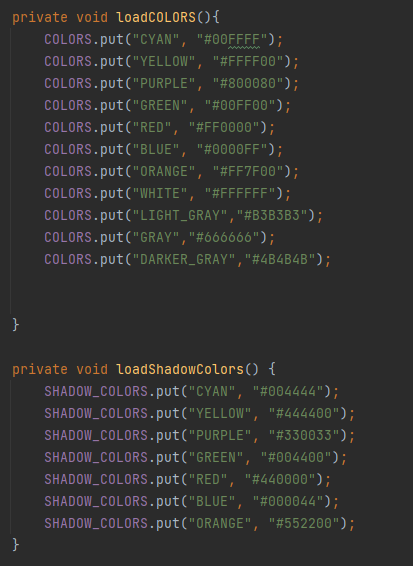 private void loadCOLORS(){
COLORS.put("CYAN", "#00FFFF");
COLORS.put("YELLOW", "#FFFF00");
COLORS.put("PURPLE", "#800080");
COLORS.put("GREEN", "#00FF00");
COLORS.put("RED", "#FF0000");
COLORS.put("BLUE", "#0000FF");
COLORS.put("ORANGE", "#FF7F00");
COLORS.put("WHITE", "#FFFFFF");
COLORS.put("LIGHT_GRAY","#B3B3B3");
COLORS.put("GRAY","#666666");
COLORS.put("DARKER_GRAY","#4B4B4B");
}
private void loadShadowColors() {
SHADOW_COLORS.put("CYAN", "#004444");
SHADOW_COLORS.put("YELLOW", "#444400");
SHADOW_COLORS.put("PURPLE", "#330033");
SHADOW_COLORS.put("GREEN", "#004400");
SHADOW_COLORS.put("RED", "#440000");
SHADOW_COLORS.put("BLUE", "#000044");
SHADOW_COLORS.put("ORANGE", "#552200");
}